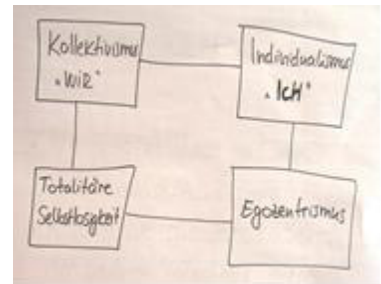 Kollektivismus
"WIR"
Individualismus
"ICH"
Totalitäre
Selbstlosigkeit
Egozentrismus